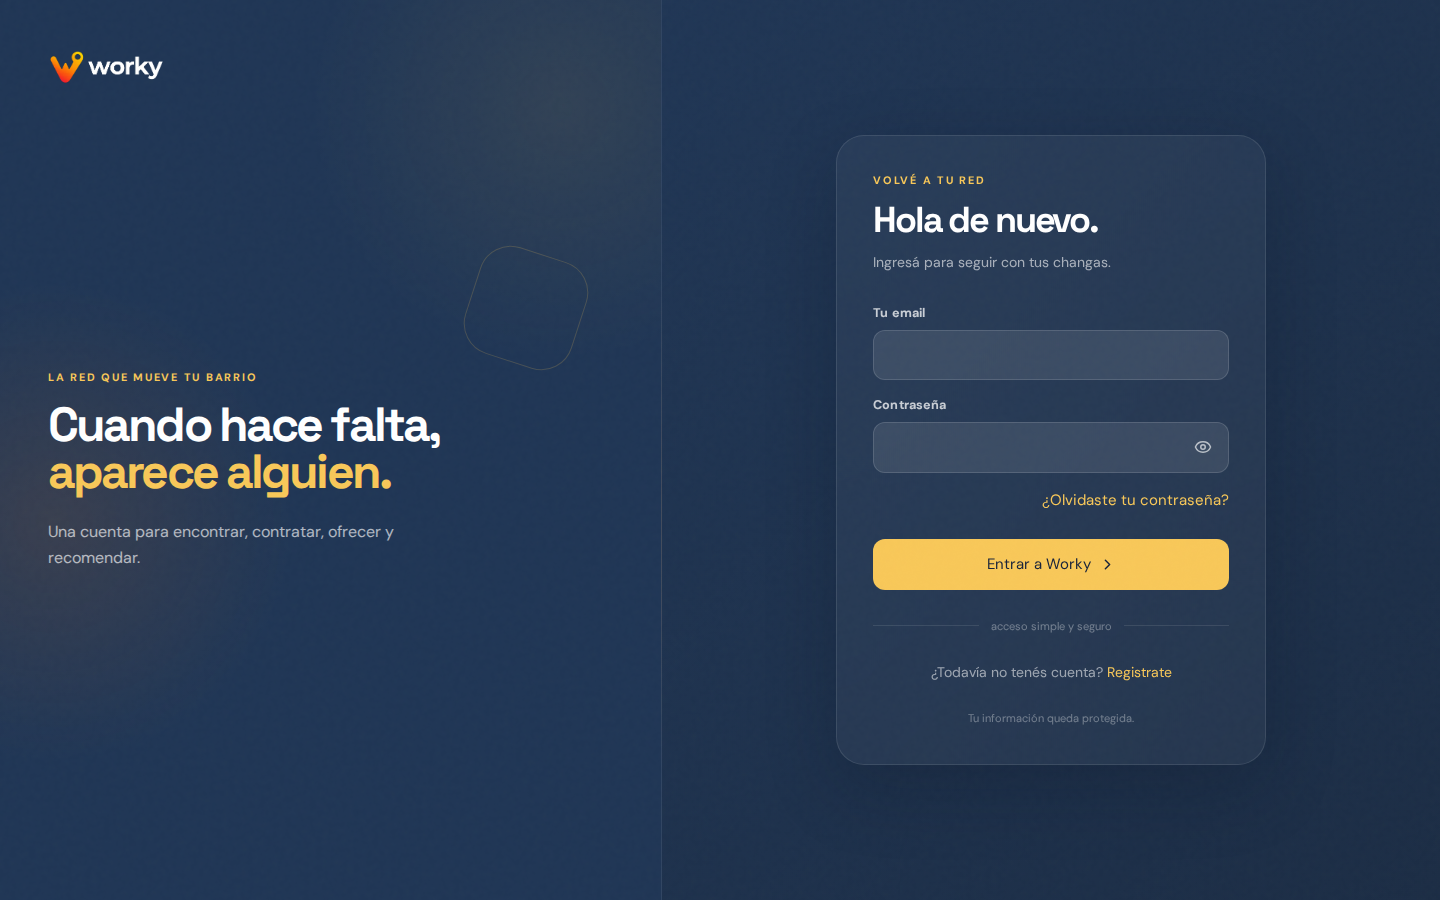 worky
LA RED QUE MUEVE TU BARRIO
Cuando hace falta,
aparece alguien.
Una cuenta para encontrar, contratar, ofrecer y
recomendar.
VOLVÉ A TU RED
Hola de nuevo.
Ingresá para seguir con tus changas.
Tu email
Contraseña
¿Olvidaste tu contraseña?
Entrar a Worky
acceso simple y seguro
¿Todavía no tenés cuenta? Registrate
Tu información queda protegida.